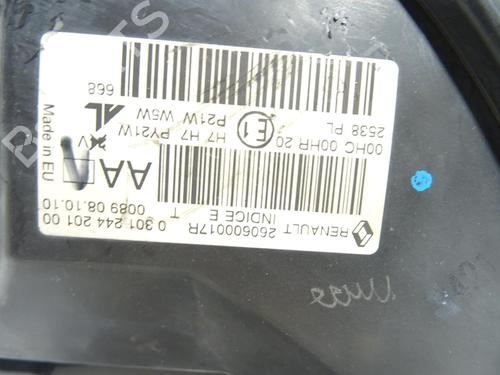 RENAULT 260600017R
INDICE E T
0 301 244 201 00
0089 08.10.10
AA
V
Made in EU
00HC 00HR 20
2538 PL
E1
H7 H7 PY21W
P21W W5W
AL
668